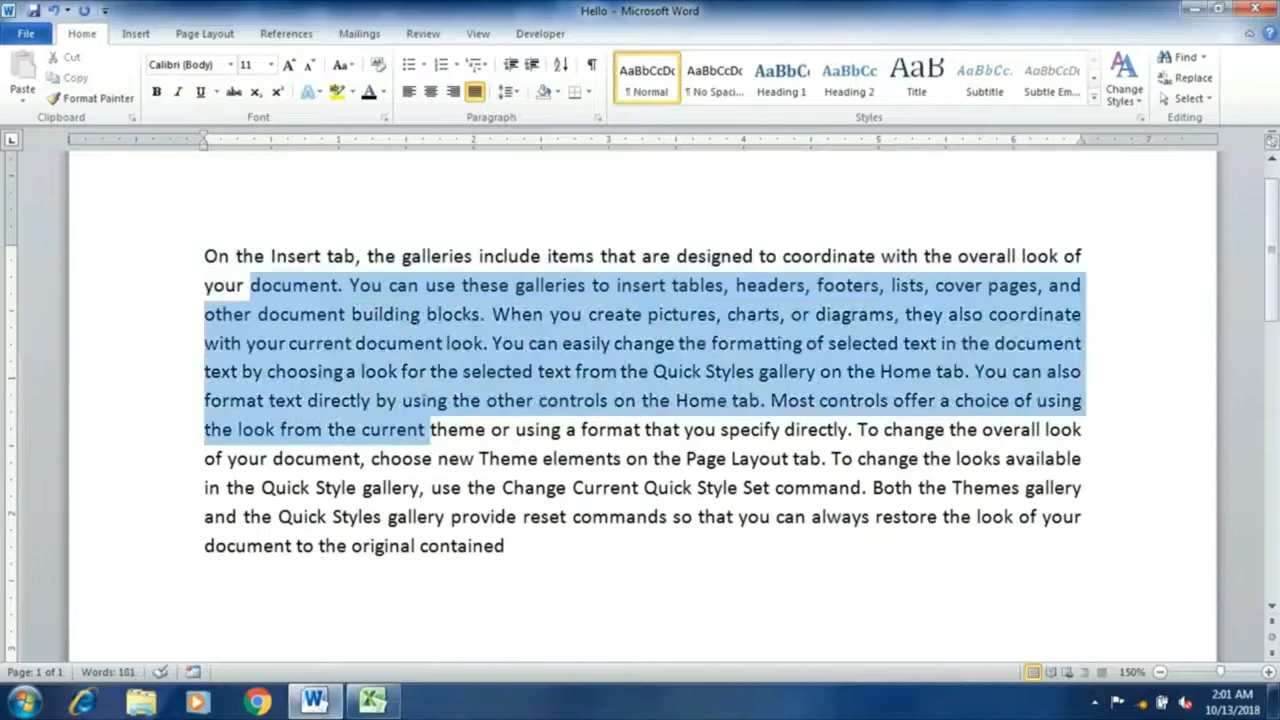 Hello - Microsoft Word
File Home Insert Page Layout References Mailings Review View Developer
Cut
Copy
Format Painter
Paste
Clipboard
Calibri (Body) 11
Font
Paragraph
AaBbCcDc AaBbCcDc AaBbC AaBbCc AaB AaBbCc. AaBbCcDc
¶ Normal ¶ No Spaci... Heading 1 Heading 2 Title Subtitle Subtle Em...
Styles
Change
Styles
Find
Replace
Select
Editing
1 2 3 4 5 6 7
On the Insert tab, the galleries include items that are designed to coordinate with the overall look of
your document. You can use these galleries to insert tables, headers, footers, lists, cover pages, and
other document building blocks. When you create pictures, charts, or diagrams, they also coordinate
with your current document look. You can easily change the formatting of selected text in the document
text by choosing a look for the selected text from the Quick Styles gallery on the Home tab. You can also
format text directly by using the other controls on the Home tab. Most controls offer a choice of using
the look from the current theme or using a format that you specify directly. To change the overall look
of your document, choose new Theme elements on the Page Layout tab. To change the looks available
in the Quick Style gallery, use the Change Current Quick Style Set command. Both the Themes gallery
and the Quick Styles gallery provide reset commands so that you can always restore the look of your
document to the original contained
Page: 1 of 1 Words: 161
150%
2:01 AM
10/13/2018